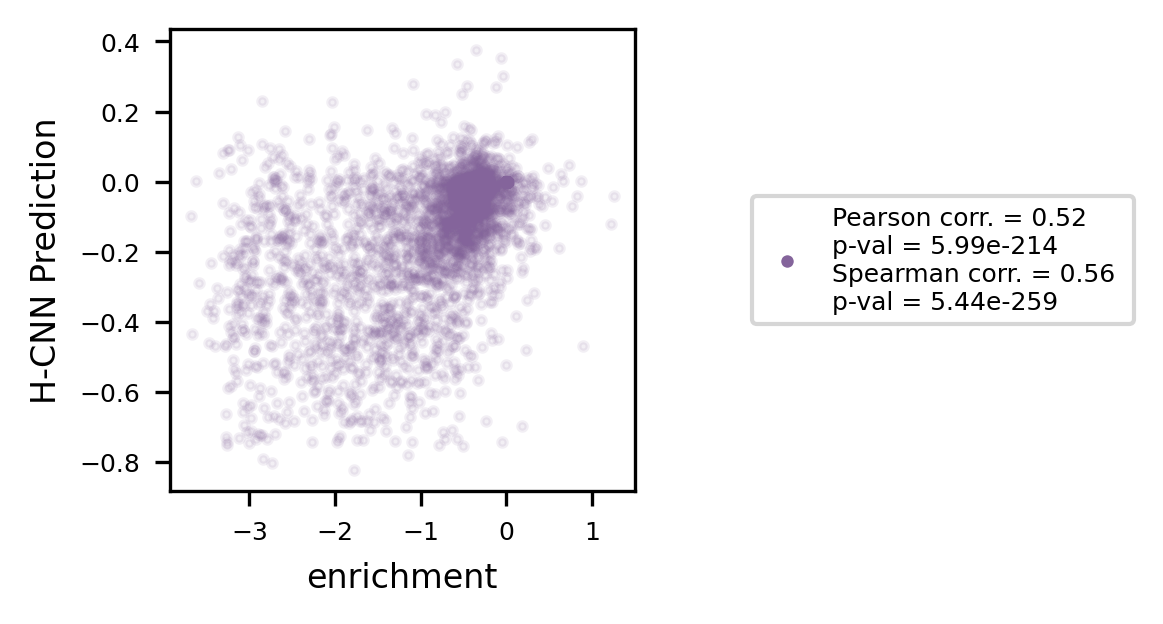 H-CNN Prediction
0.4
0.2
0.0
−0.2
−0.4
−0.6
−0.8
−3
−2
−1
0
1
enrichment
Pearson corr. = 0.52
p-val = 5.99e-214
Spearman corr. = 0.56
p-val = 5.44e-259